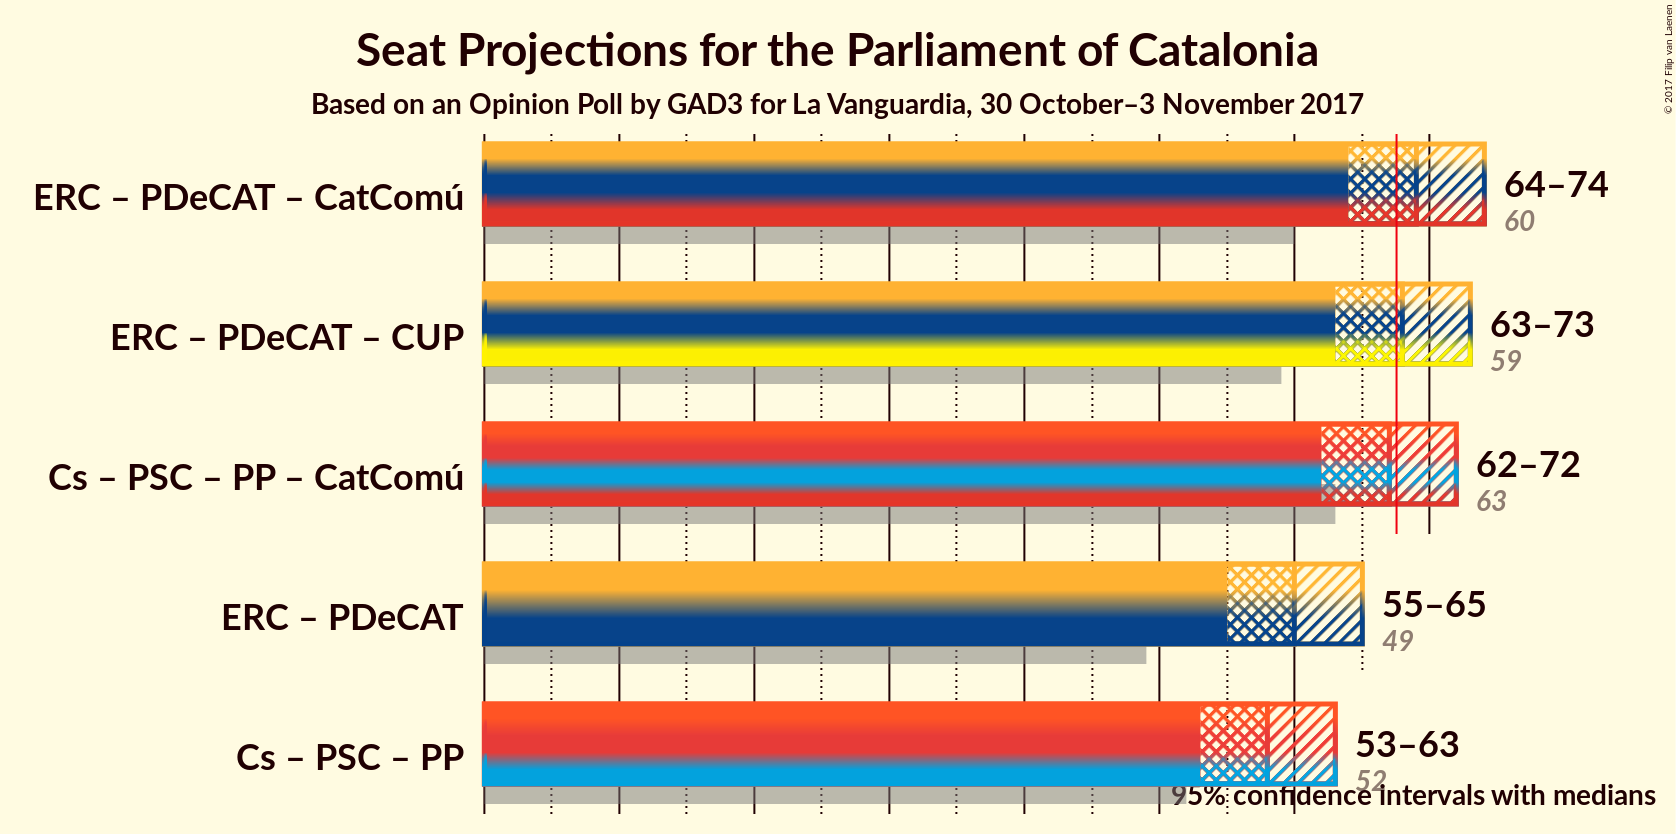 Seat Projections for the Parliament of Catalonia
Based on an Opinion Poll by GAD3 for La Vanguardia, 30 October–3 November 2017
© 2017 Filip van Laenen
ERC – PDeCAT – CatComú
64–74
60
ERC – PDeCAT – CUP
63–73
59
Cs – PSC – PP – CatComú
62–72
63
ERC – PDeCAT
55–65
49
Cs – PSC – PP
53–63
52
95% confidence intervals with medians